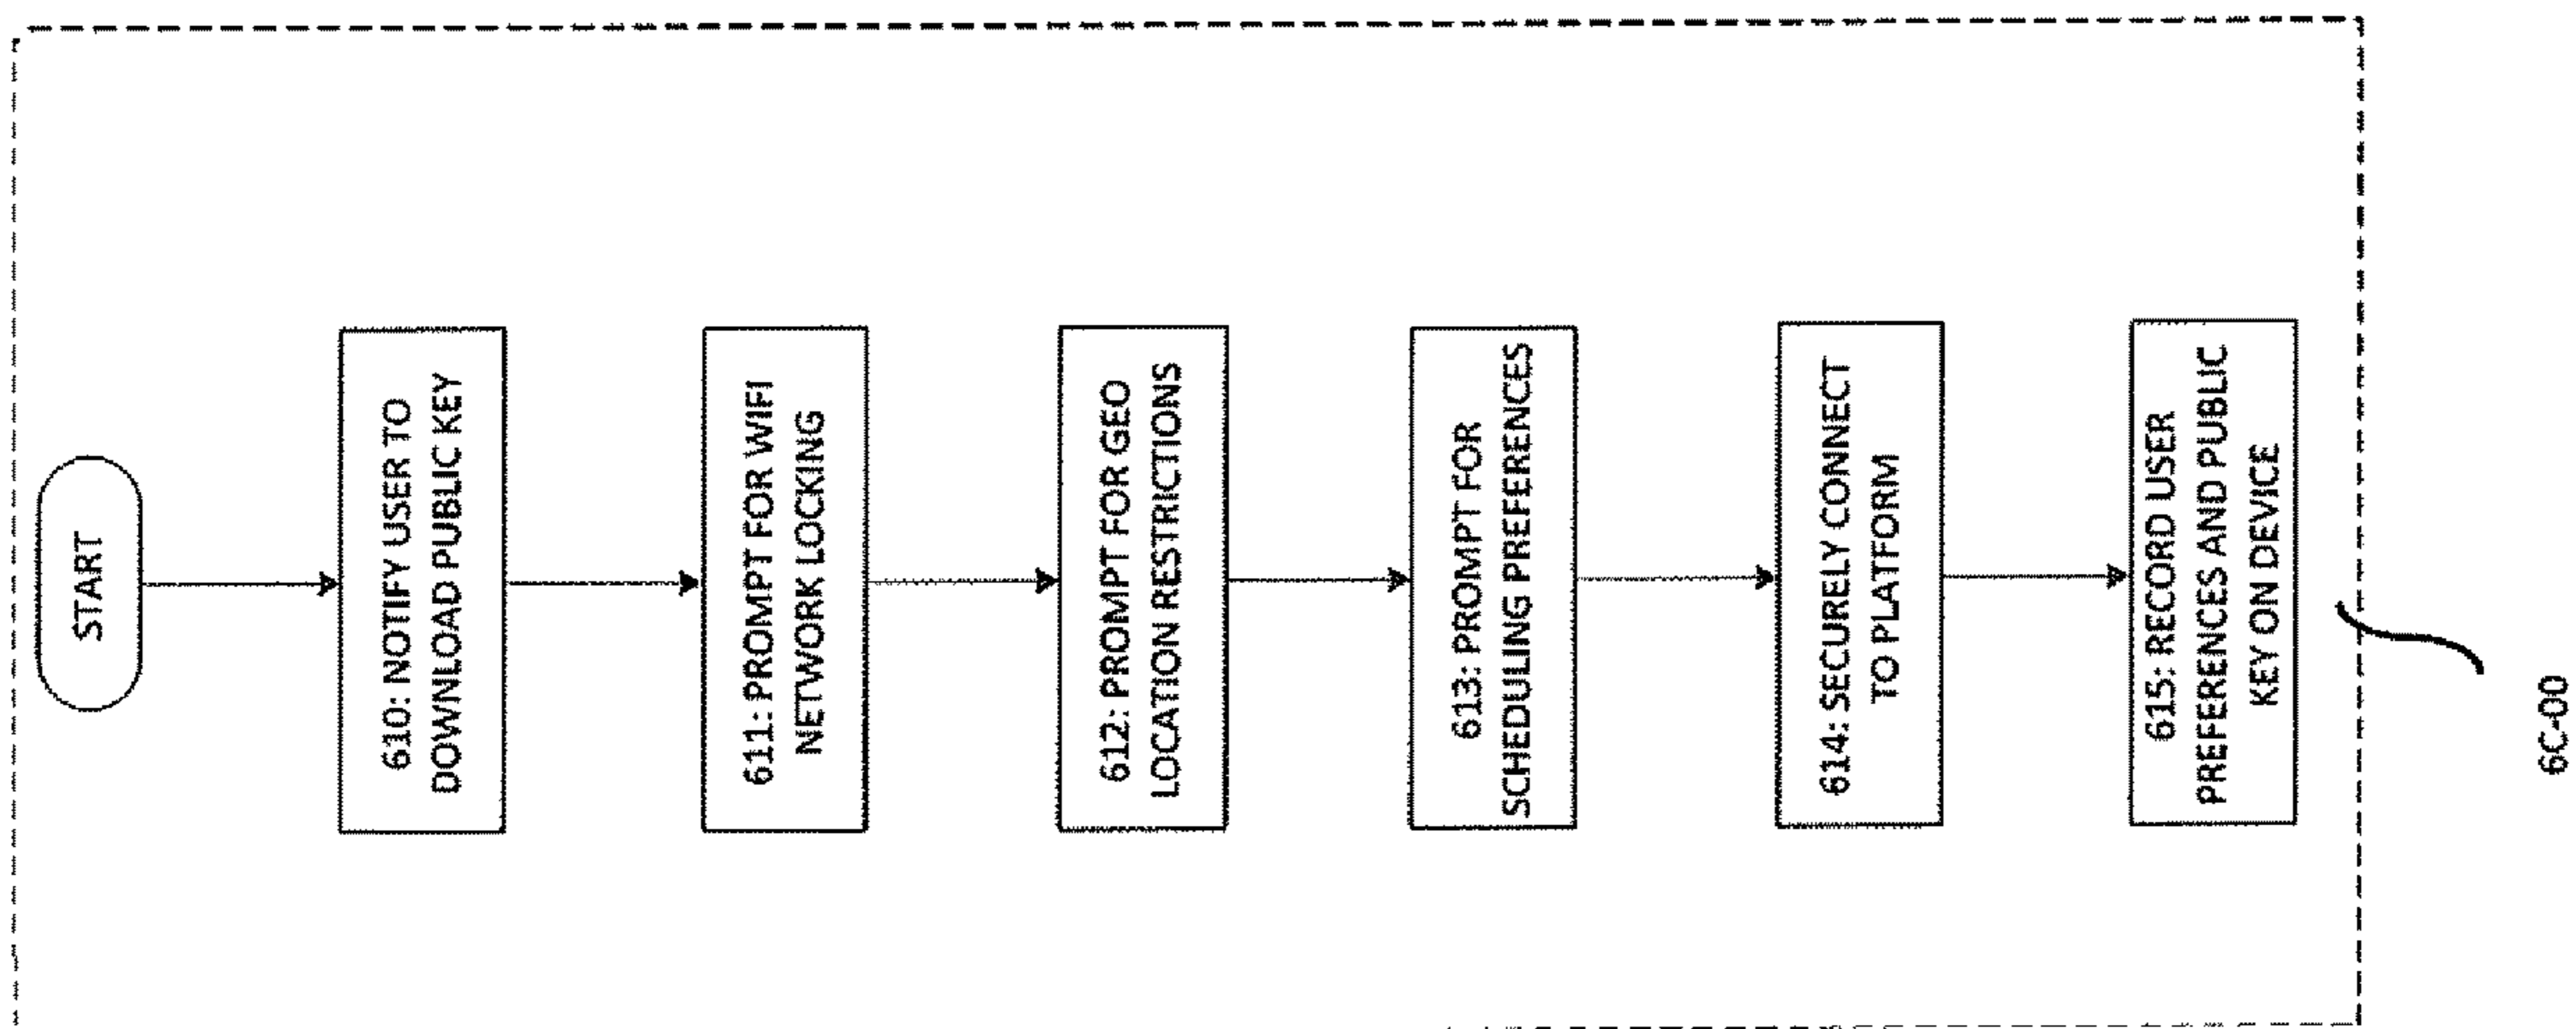 START
610: NOTIFY USER TO
DOWNLOAD PUBLIC KEY
611: PROMPT FOR WIFI
NETWORK LOCKING
612: PROMPT FOR GEO
LOCATION RESTRICTIONS
613: PROMPT FOR
SCHEDULING PREFERENCES
614: SECURELY CONNECT
TO PLATFORM
615: RECORD USER
PREFERENCES AND PUBLIC
KEY ON DEVICE
6C-00